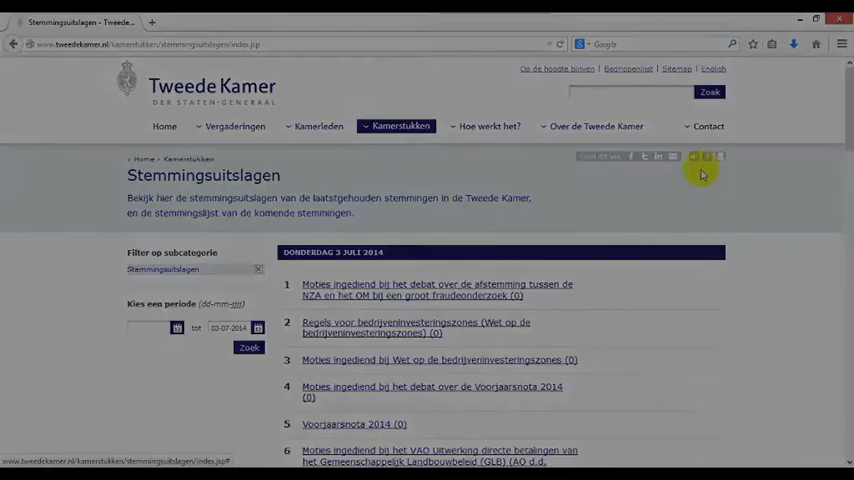 Stemmingsuitslagen - Tweede...
www.tweedekamer.nl/kamerstukken/stemmingsuitslagen/index.jsp
Google
Op de hoogte blijven | Begrippenlijst | Sitemap | English
Tweede Kamer
DER STATEN-GENERAAL
Zoek
Home Vergaderingen Kamerleden Kamerstukken Hoe werkt het? Over de Tweede Kamer Contact
Home › Kamerstukken
Deel dit via
Stemmingsuitslagen
Bekijk hier de stemmingsuitslagen van de laatstgehouden stemmingen in de Tweede Kamer,
en de stemmingslijst van de komende stemmingen.
Filter op subcategorie
Stemmingsuitslagen
Kies een periode (dd-mm-jjjj)
tot 03-07-2014
Zoek
DONDERDAG 3 JULI 2014
1 Moties ingediend bij het debat over de afstemming tussen de
NZA en het OM bij een groot fraudeonderzoek (0)
2 Regels voor bedrijveninvesteringszones (Wet op de
bedrijveninvesteringszones) (0)
3 Moties ingediend bij Wet op de bedrijveninvesteringszones (0)
4 Moties ingediend bij het debat over de Voorjaarsnota 2014
(0)
5 Voorjaarsnota 2014 (0)
6 Moties ingediend bij het VAO Uitwerking directe betalingen van
het Gemeenschappelijk Landbouwbeleid (GLB) (AO d.d.
www.tweedekamer.nl/kamerstukken/stemmingsuitslagen/index.jsp#